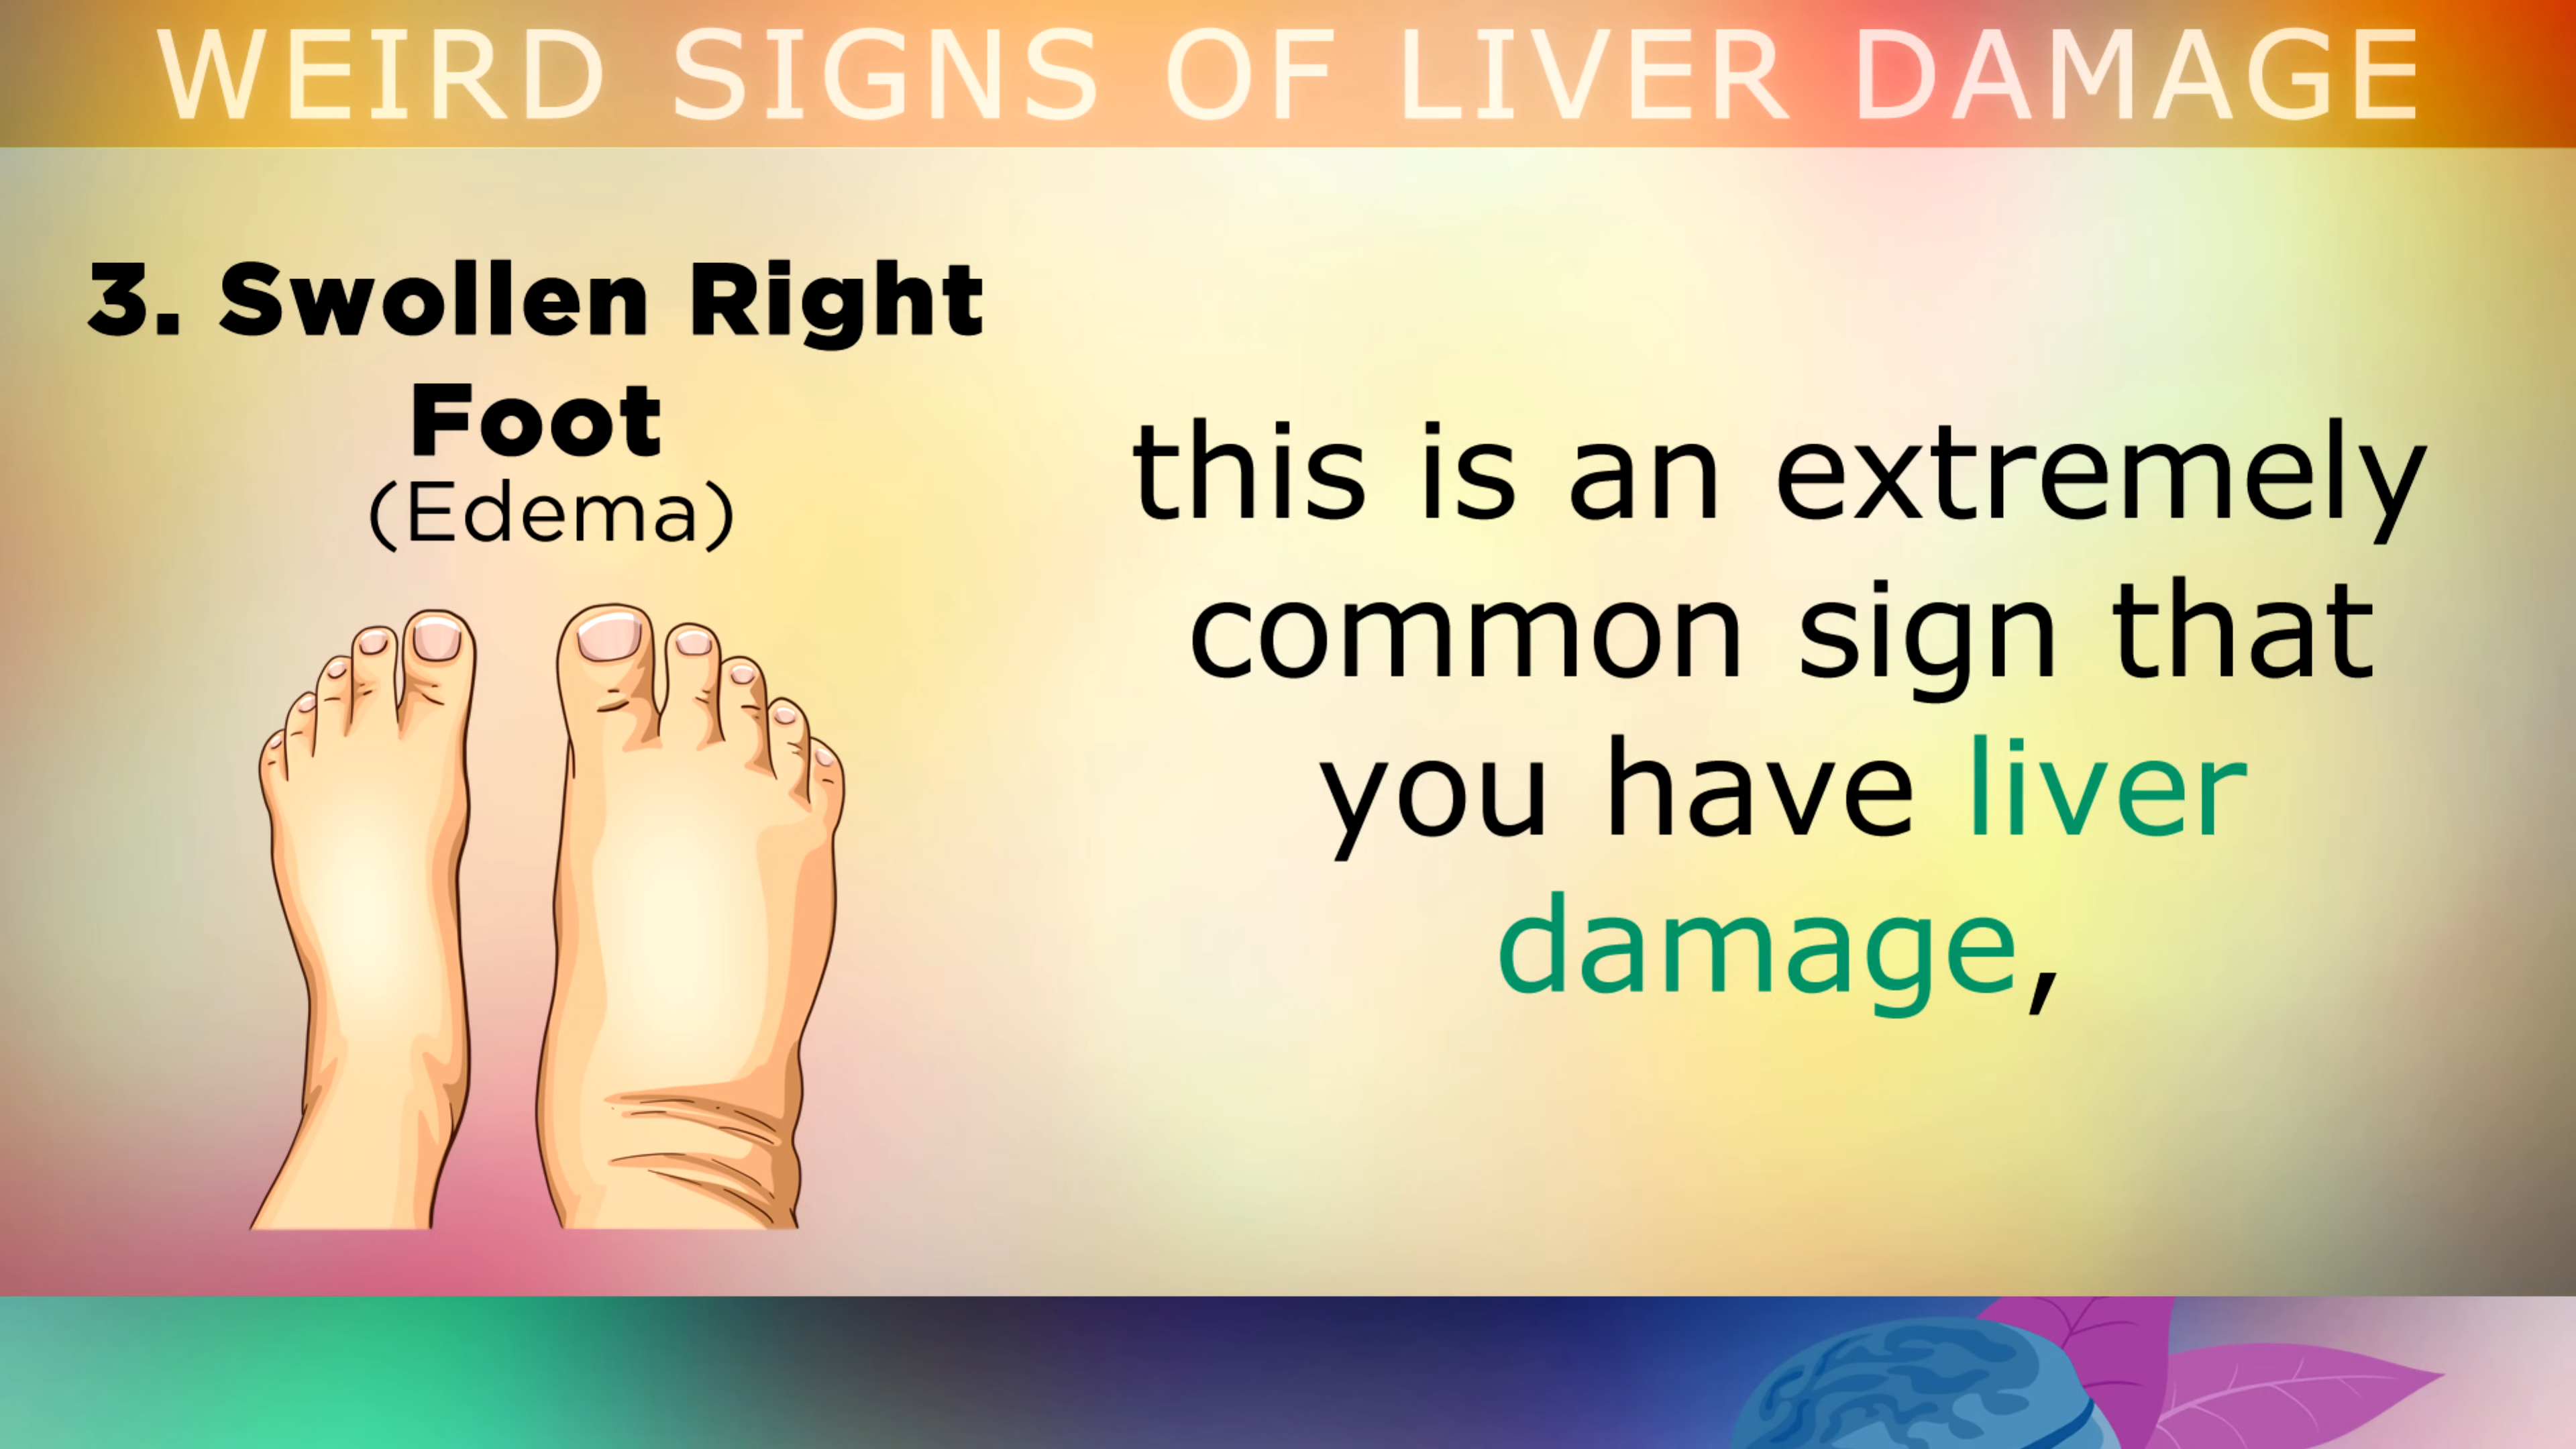 WEIRD SIGNS OF LIVER DAMAGE
3. Swollen Right
Foot
(Edema)
this is an extremely
common sign that
you have liver
damage,